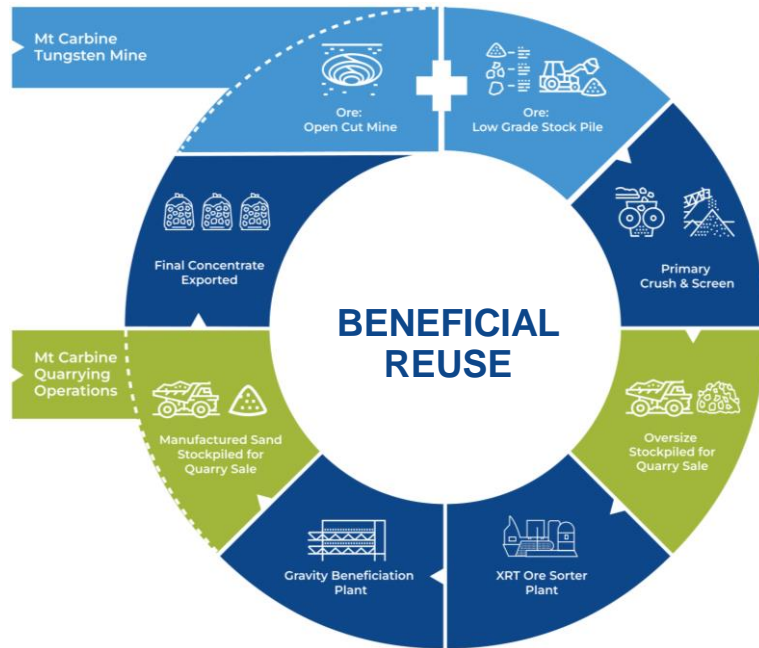 Mt Carbine
Tungsten Mine
Ore:
Open Cut Mine
Ore:
Low Grade Stock Pile
Primary
Crush & Screen
Oversize
Stockpiled for
Quarry Sale
XRT Ore Sorter
Plant
Gravity Beneficiation
Plant
Manufactured Sand
Stockpiled for
Quarry Sale
Mt Carbine
Quarrying
Operations
Final Concentrate
Exported
BENEFICIAL
REUSE